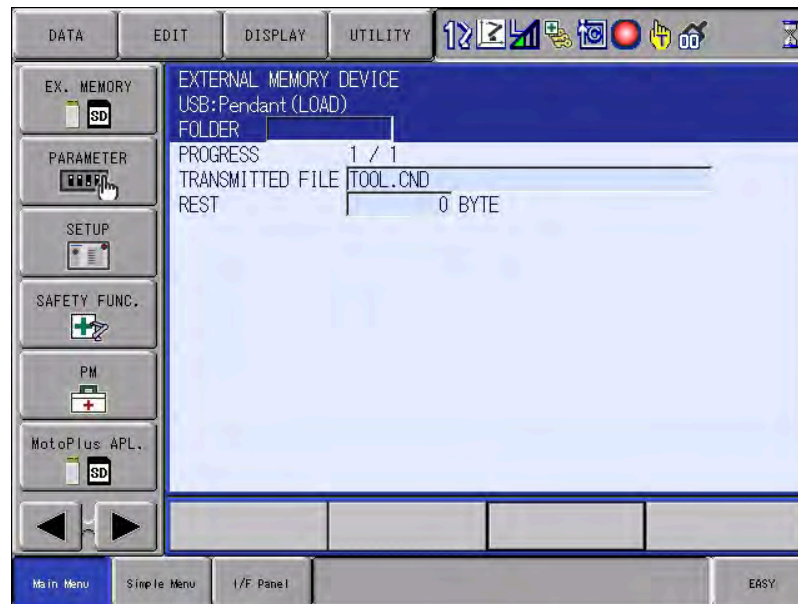 DATA
EDIT
DISPLAY
UTILITY
EX. MEMORY
SD
PARAMETER
SETUP
SAFETY FUNC.
PM
MotoPlus APL.
SD
EXTERNAL MEMORY DEVICE
USB:Pendant(LOAD)
FOLDER
PROGRESS 1 / 1
TRANSMITTED FILE TOOL.CND
REST 0 BYTE
Main Menu
Simple Menu
I/F Panel
EASY